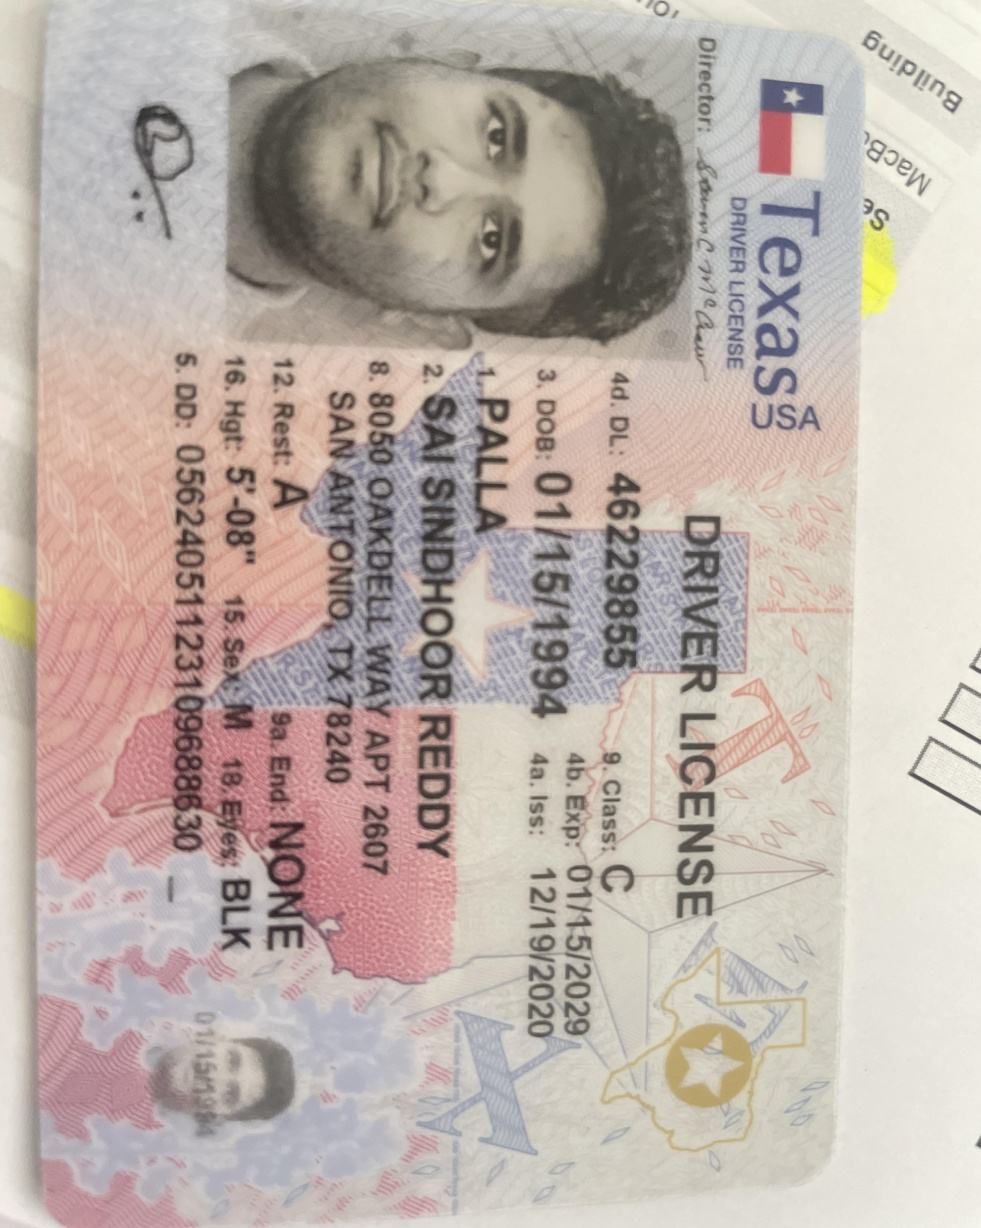 Texas USA
DRIVER LICENSE
Director:
DRIVER LICENSE
4d. DL: 46229855
9. Class: C
3. DOB: 01/15/1994
4b. Exp: 01/15/2029
4a. Iss: 12/19/2020
1. PALLA
2. SAI SINDHOOR REDDY
8. 8050 OAKDELL WAY APT 2607
SAN ANTONIO, TX 78240
12. Rest: A
9a. End: NONE
16. Hgt: 5'-08"
15. Sex: M
18. Eyes: BLK
5. DD: 05624051123109688630
Building